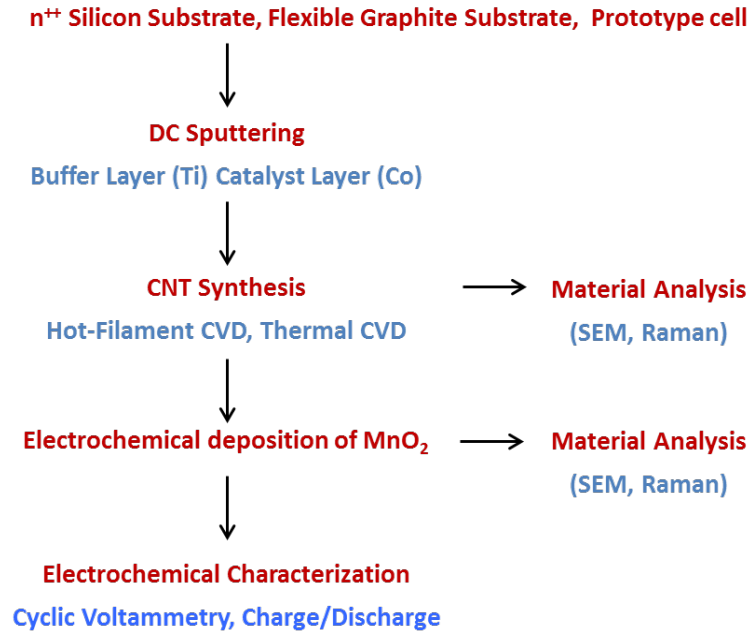 n⁺⁺ Silicon Substrate, Flexible Graphite Substrate, Prototype cell
DC Sputtering
Buffer Layer (Ti) Catalyst Layer (Co)
CNT Synthesis
Hot-Filament CVD, Thermal CVD
Material Analysis
(SEM, Raman)
Electrochemical deposition of MnO₂
Material Analysis
(SEM, Raman)
Electrochemical Characterization
Cyclic Voltammetry, Charge/Discharge